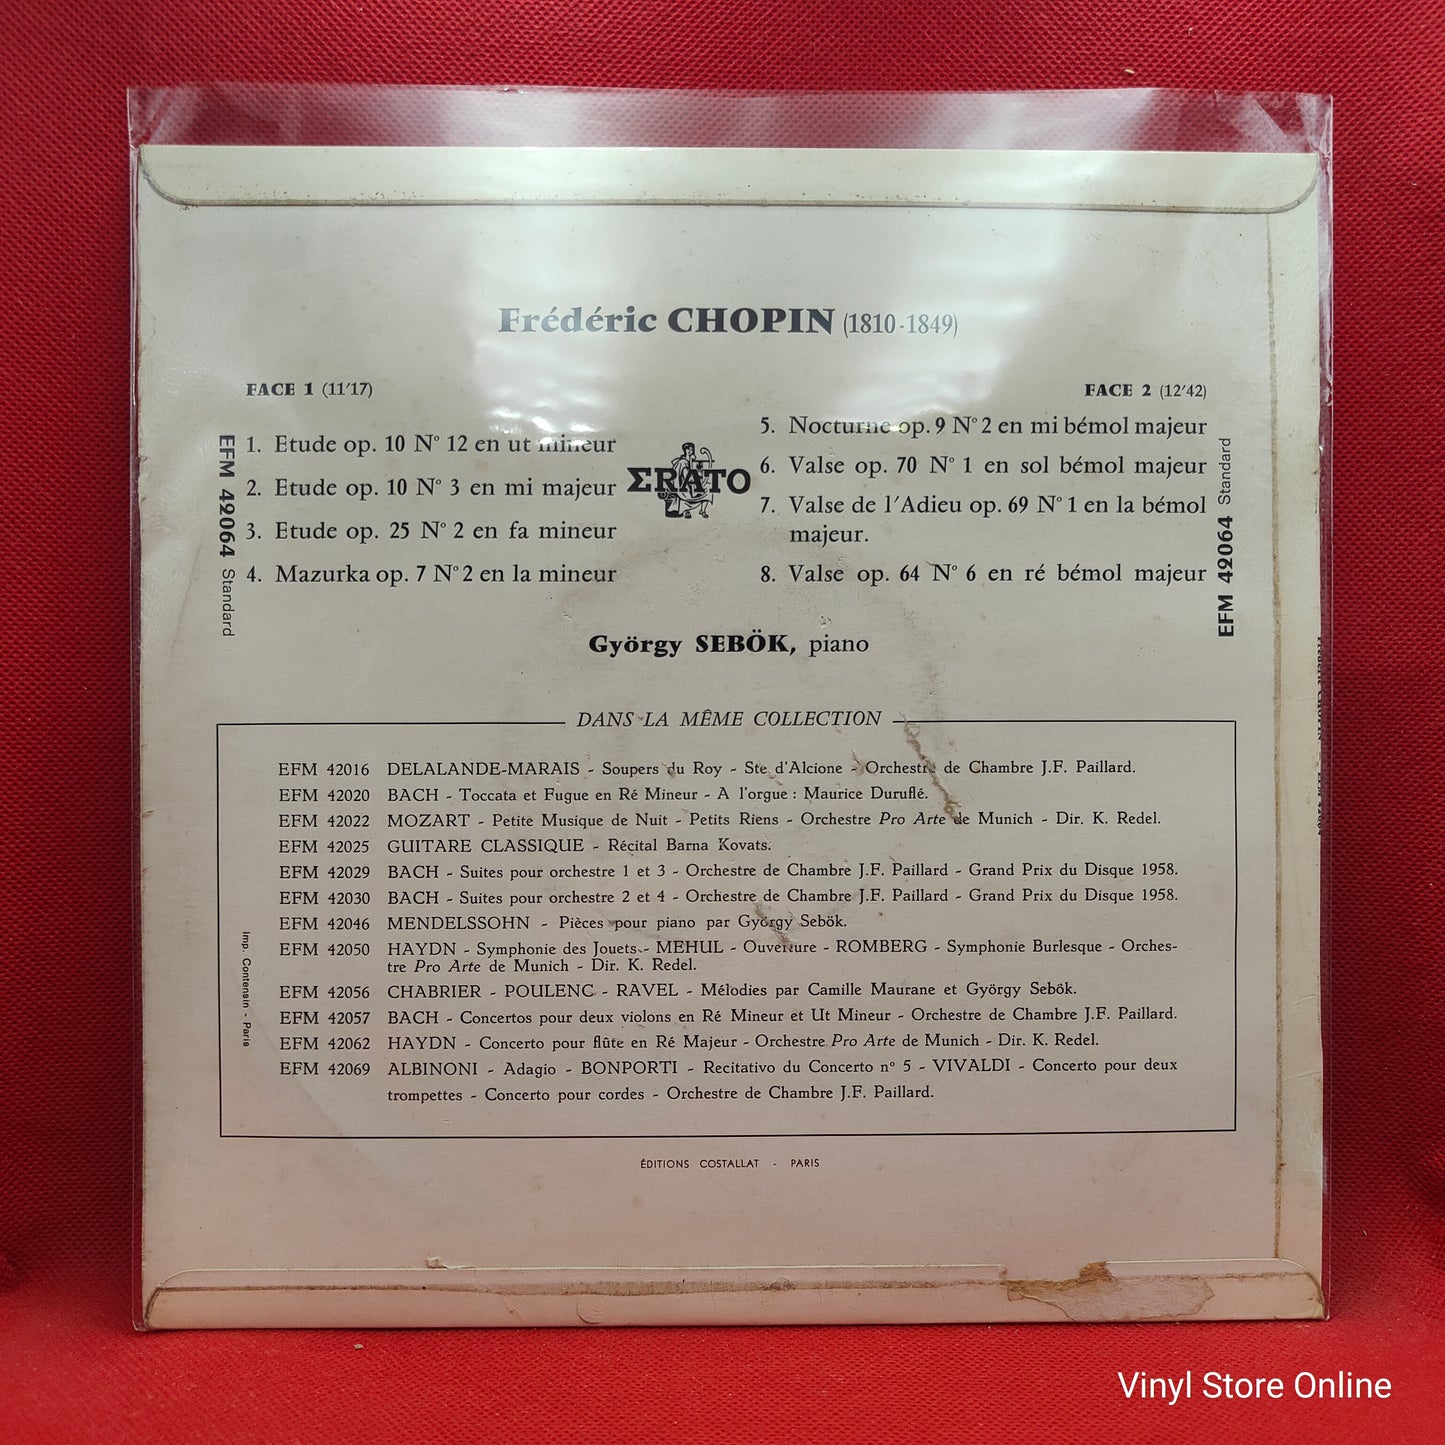 Frédéric CHOPIN (1810-1849)
FACE 1 (11'17)
1. Etude op. 10 N° 12 en ut mineur
2. Etude op. 10 N° 3 en mi majeur
3. Etude op. 25 N° 2 en fa mineur
4. Mazurka op. 7 N° 2 en la mineur
EFM 42064 Standard
ΣRATO
FACE 2 (12'42)
5. Nocturne op. 9 N° 2 en mi bémol majeur
6. Valse op. 70 N° 1 en sol bémol majeur
7. Valse de l'Adieu op. 69 N° 1 en la bémol
majeur.
8. Valse op. 64 N° 6 en ré bémol majeur
EFM 42064 Standard
György SEBÖK, piano
DANS LA MÊME COLLECTION
EFM 42016 DELALANDE-MARAIS - Soupers du Roy - Ste d'Alcione - Orchestre de Chambre J.F. Paillard.
EFM 42020 BACH - Toccata et Fugue en Ré Mineur - A l'orgue : Maurice Duruflé.
EFM 42022 MOZART - Petite Musique de Nuit - Petits Riens - Orchestre Pro Arte de Munich - Dir. K. Redel.
EFM 42025 GUITARE CLASSIQUE - Récital Barna Kovats.
EFM 42029 BACH - Suites pour orchestre 1 et 3 - Orchestre de Chambre J.F. Paillard - Grand Prix du Disque 1958.
EFM 42030 BACH - Suites pour orchestre 2 et 4 - Orchestre de Chambre J.F. Paillard - Grand Prix du Disque 1958.
EFM 42046 MENDELSSOHN - Pièces pour piano par György Sebök.
EFM 42050 HAYDN - Symphonie des Jouets - MEHUL - Ouverture - ROMBERG - Symphonie Burlesque - Orches-
tre Pro Arte de Munich - Dir. K. Redel.
EFM 42056 CHABRIER - POULENC - RAVEL - Mélodies par Camille Maurane et György Sebök.
EFM 42057 BACH - Concertos pour deux violons en Ré Mineur et Ut Mineur - Orchestre de Chambre J.F. Paillard.
EFM 42062 HAYDN - Concerto pour flûte en Ré Majeur - Orchestre Pro Arte de Munich - Dir. K. Redel.
EFM 42069 ALBINONI - Adagio - BONPORTI - Recitativo du Concerto n° 5 - VIVALDI - Concerto pour deux
trompettes - Concerto pour cordes - Orchestre de Chambre J.F. Paillard.
Imp. Contensin - Paris
ÉDITIONS COSTALLAT - PARIS
Frédéric CHOPIN - EFM 42064
Vinyl Store Online